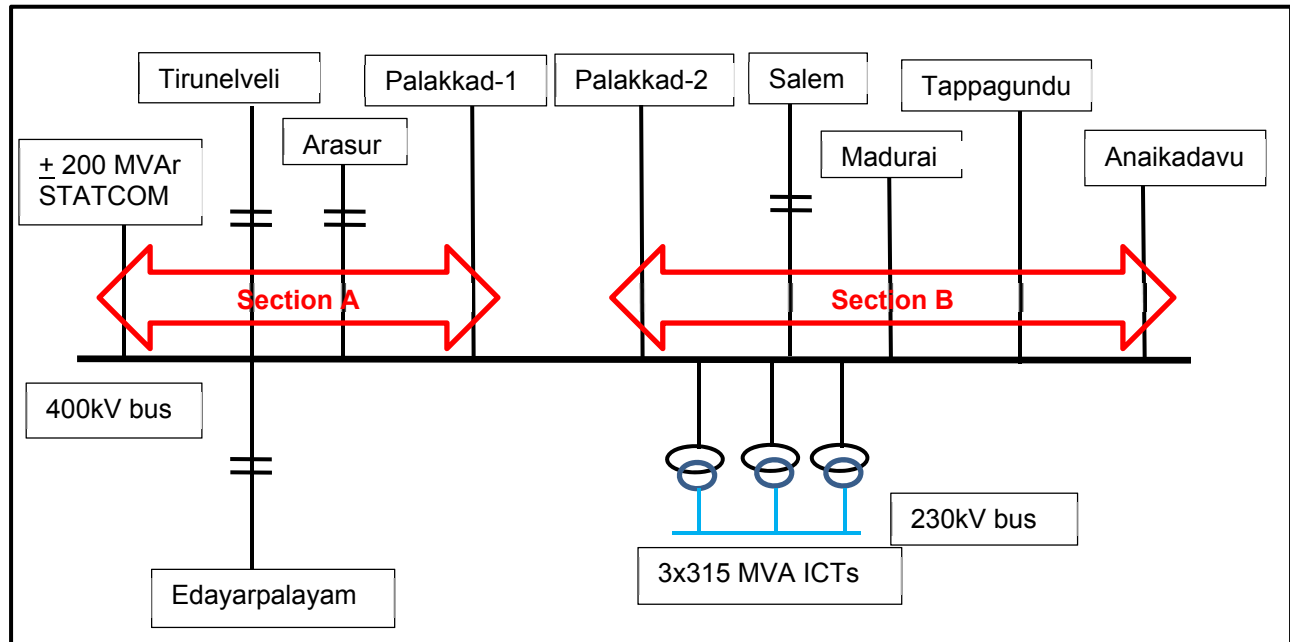 Tirunelveli
Palakkad-1
Palakkad-2
Salem
Tappagundu
± 200 MVAr
STATCOM
Arasur
Madurai
Anaikadavu
Section A
Section B
400kV bus
230kV bus
3x315 MVA ICTs
Edayarpalayam